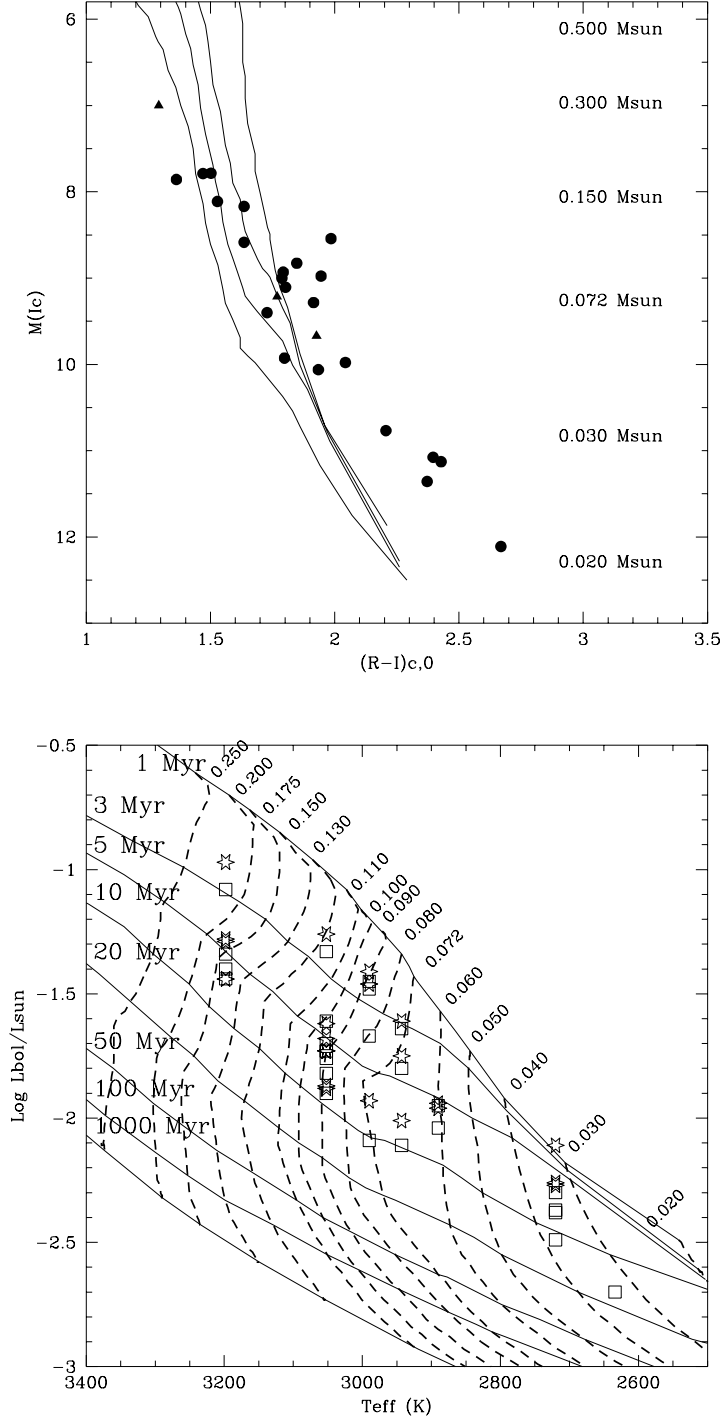 6
0.500 Msun
0.300 Msun
8
0.150 Msun
M(Ic)
0.072 Msun
10
0.030 Msun
12
0.020 Msun
1 1.5 2 2.5 3 3.5
(R-I)c,0
-0.5
1 Myr
0.250
0.200
0.175
0.150
0.130
0.110
0.100
0.090
0.080
0.072
0.060
0.050
0.040
0.030
0.020
3 Myr
5 Myr
-1
10 Myr
20 Myr
-1.5
50 Myr
Log Lbol/Lsun
100 Myr
1000 Myr
-2
-2.5
-3
3400 3200 3000 2800 2600
Teff (K)